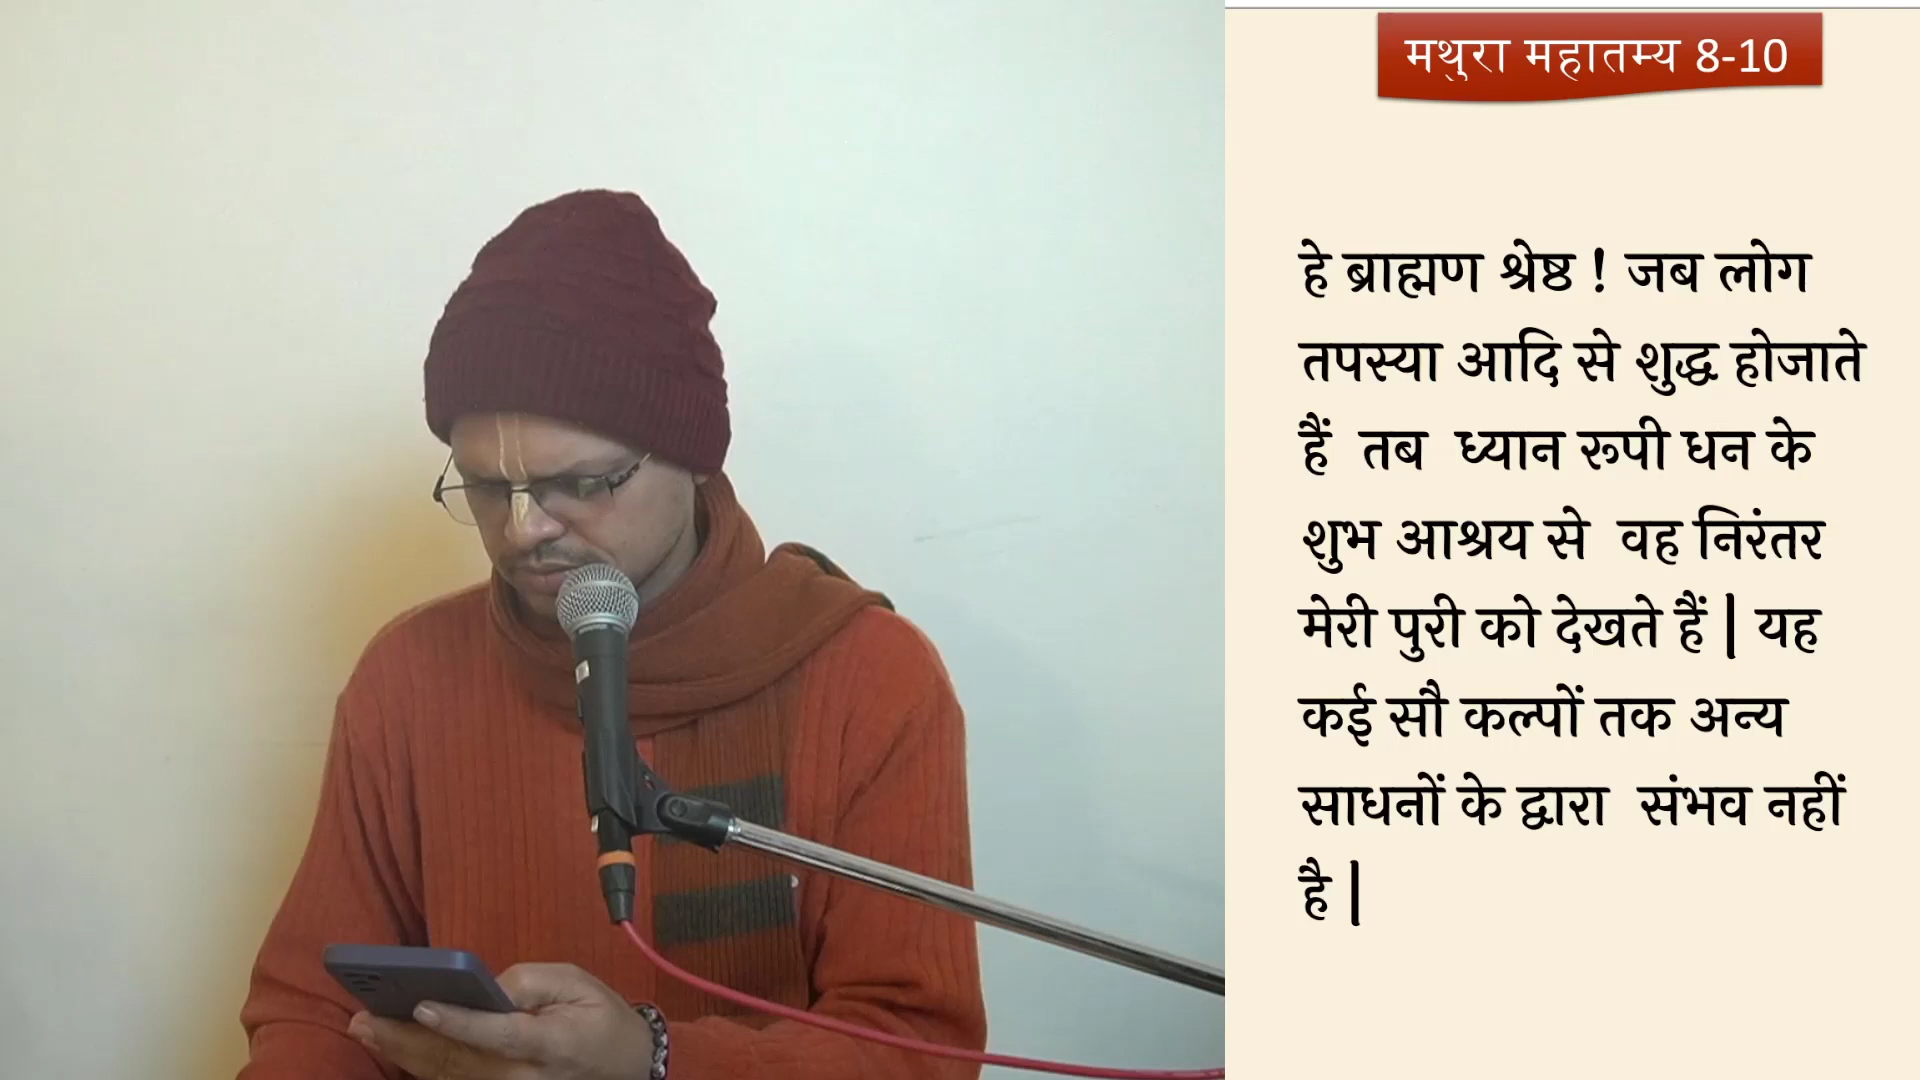 मथुरा महातम्य 8-10
हे ब्राह्मण श्रेष्ठ ! जब लोग
तपस्या आदि से शुद्ध होजाते
हैं तब ध्यान रूपी धन के
शुभ आश्रय से वह निरंतर
मेरी पुरी को देखते हैं | यह
कई सौ कल्पों तक अन्य
साधनों के द्वारा संभव नहीं
है |